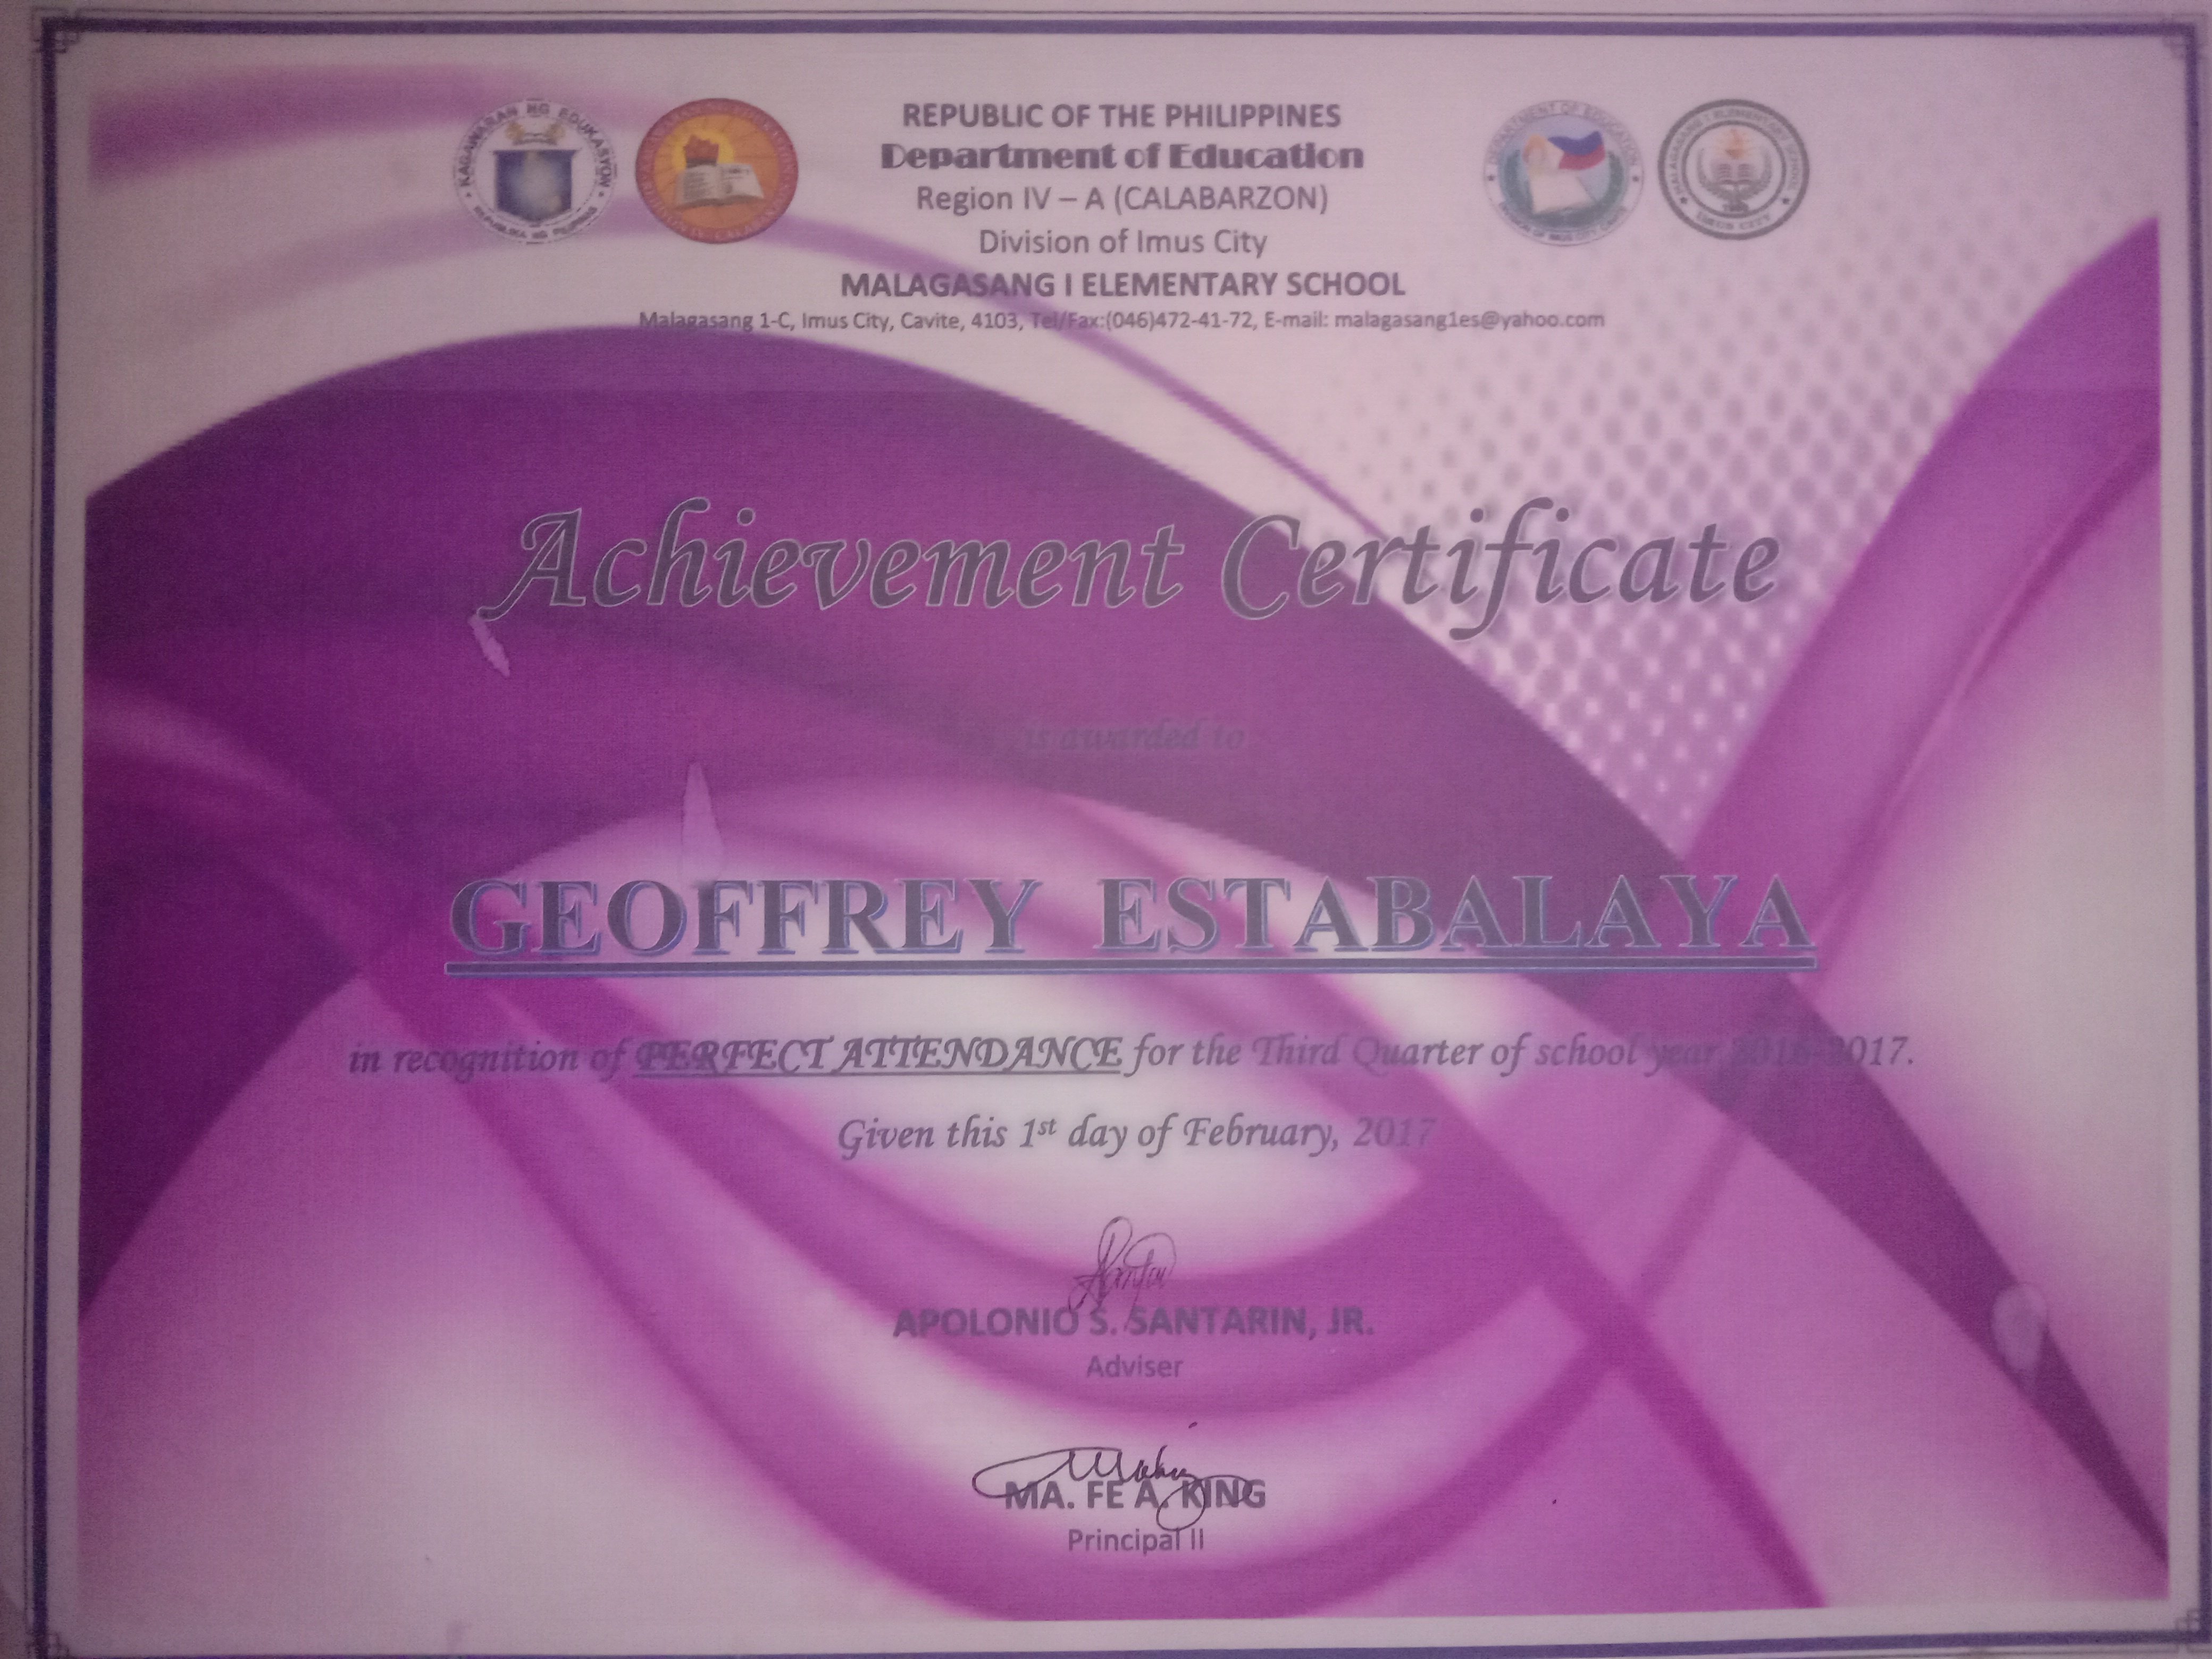 REPUBLIC OF THE PHILIPPINES
Department of Education
Region IV – A (CALABARZON)
Division of Imus City
MALAGASANG I ELEMENTARY SCHOOL
Malagasang 1-C, Imus City, Cavite, 4103, Tel/Fax:(046)472-41-72, E-mail: malagasang1es@yahoo.com
KAGAWARAN NG EDUKASYON
REPUBLIKA NG PILIPINAS
DEPARTMENT OF EDUCATION
MALAGASANG I ELEMENTARY SCHOOL
IMUS CITY
Achievement Certificate
is awarded to
GEOFFREY ESTABALAYA
in recognition of PERFECT ATTENDANCE for the Third Quarter of school year 2016-2017.
Given this 1st day of February, 2017
APOLONIO S. SANTARIN, JR.
Adviser
MA. FE A. KING
Principal II